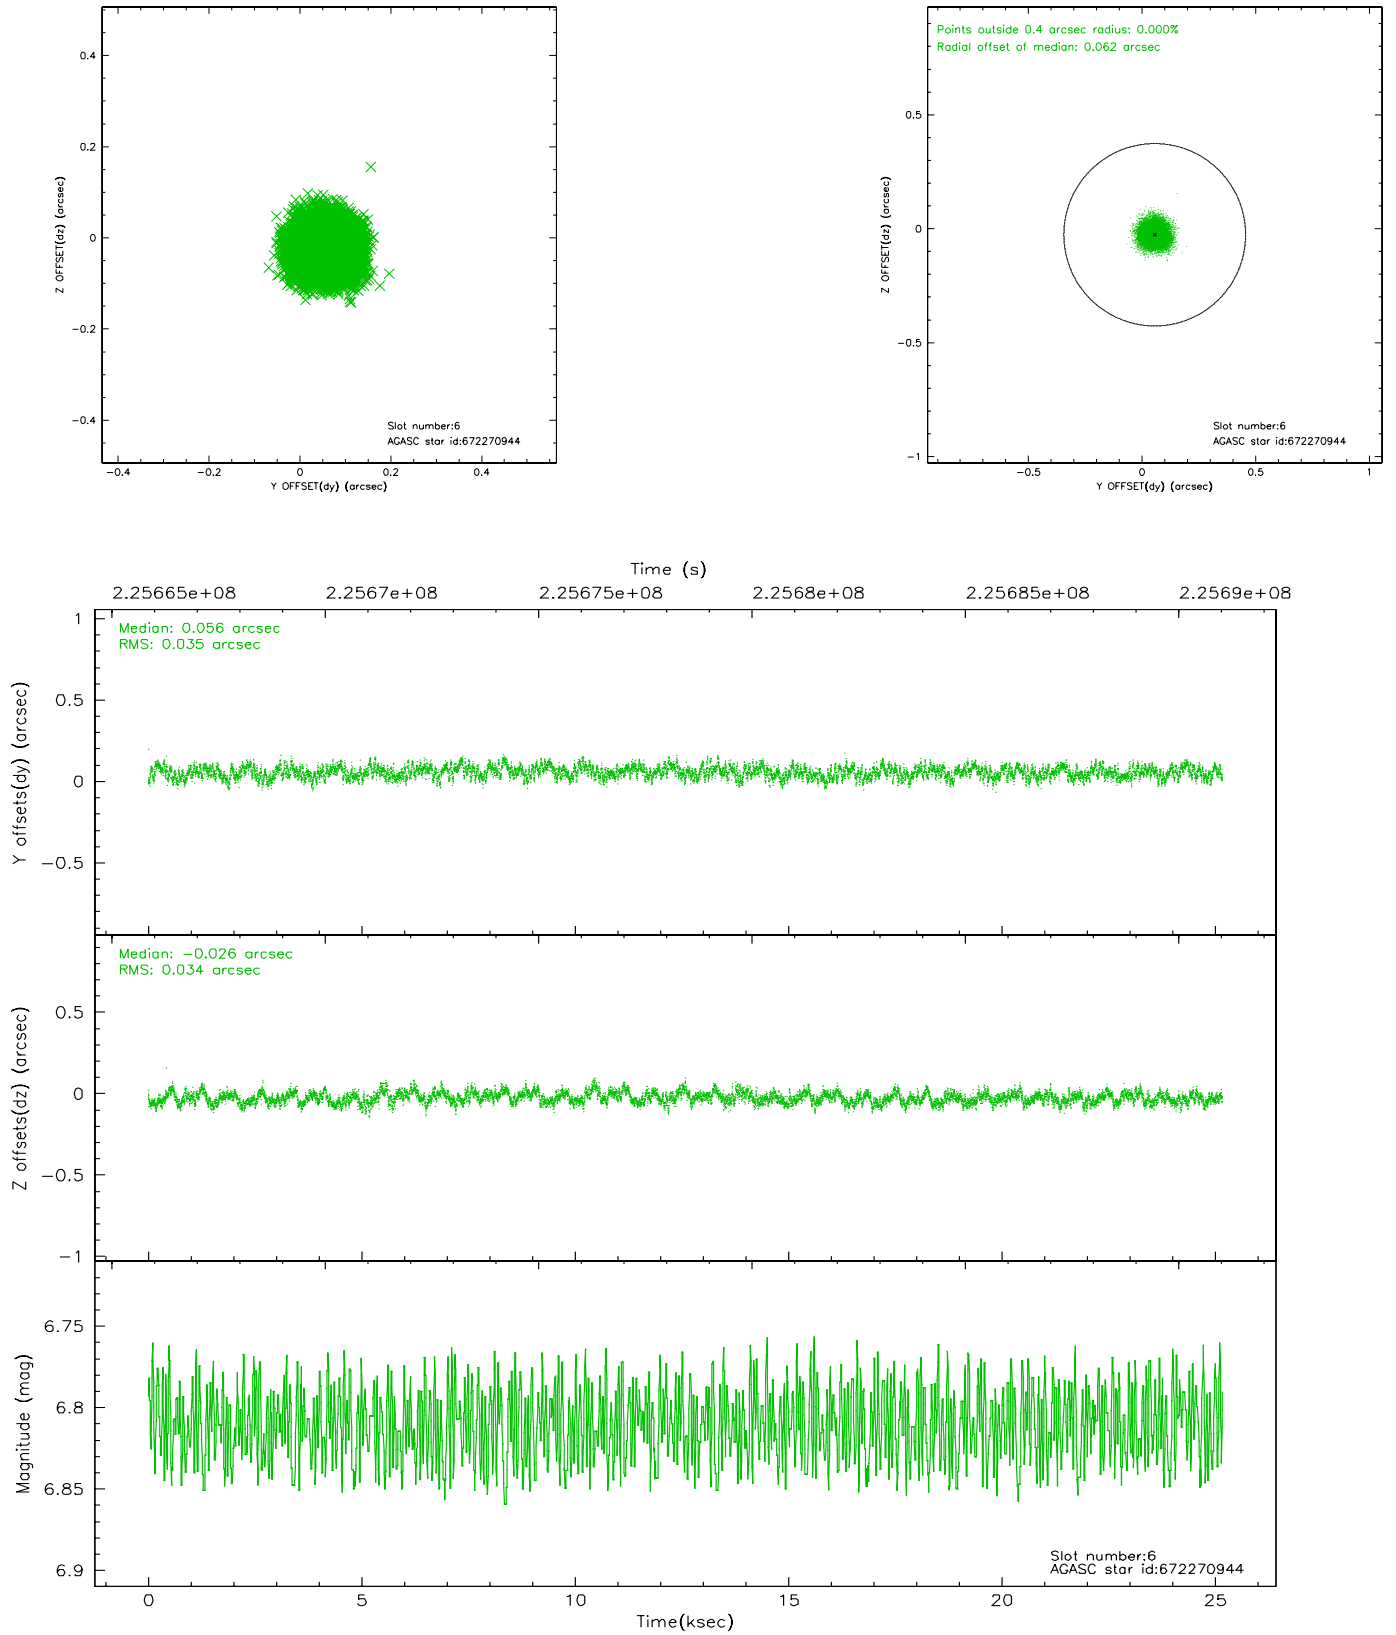 0.4
0.2
0
−0.2
−0.4
Z OFFSET(dz) (arcsec)
Slot number:6
AGASC star id:672270944
−0.4 −0.2 0 0.2 0.4
Y OFFSET(dy) (arcsec)
Points outside 0.4 arcsec radius: 0.000%
Radial offset of median: 0.062 arcsec
0.5
0
−0.5
−1
Z OFFSET(dz) (arcsec)
Slot number:6
AGASC star id:672270944
−0.5 0 0.5 1
Y OFFSET(dy) (arcsec)
Time (s)
2.25665e+08 2.2567e+08 2.25675e+08 2.2568e+08 2.25685e+08 2.2569e+08
Median: 0.056 arcsec
RMS: 0.035 arcsec
1
0.5
0
−0.5
Y offsets(dy) (arcsec)
Median: −0.026 arcsec
RMS: 0.034 arcsec
0.5
0
−0.5
−1
Z offsets(dz) (arcsec)
6.75
6.8
6.85
6.9
Magnitude (mag)
Slot number:6
AGASC star id:672270944
0 5 10 15 20 25
Time(ksec)